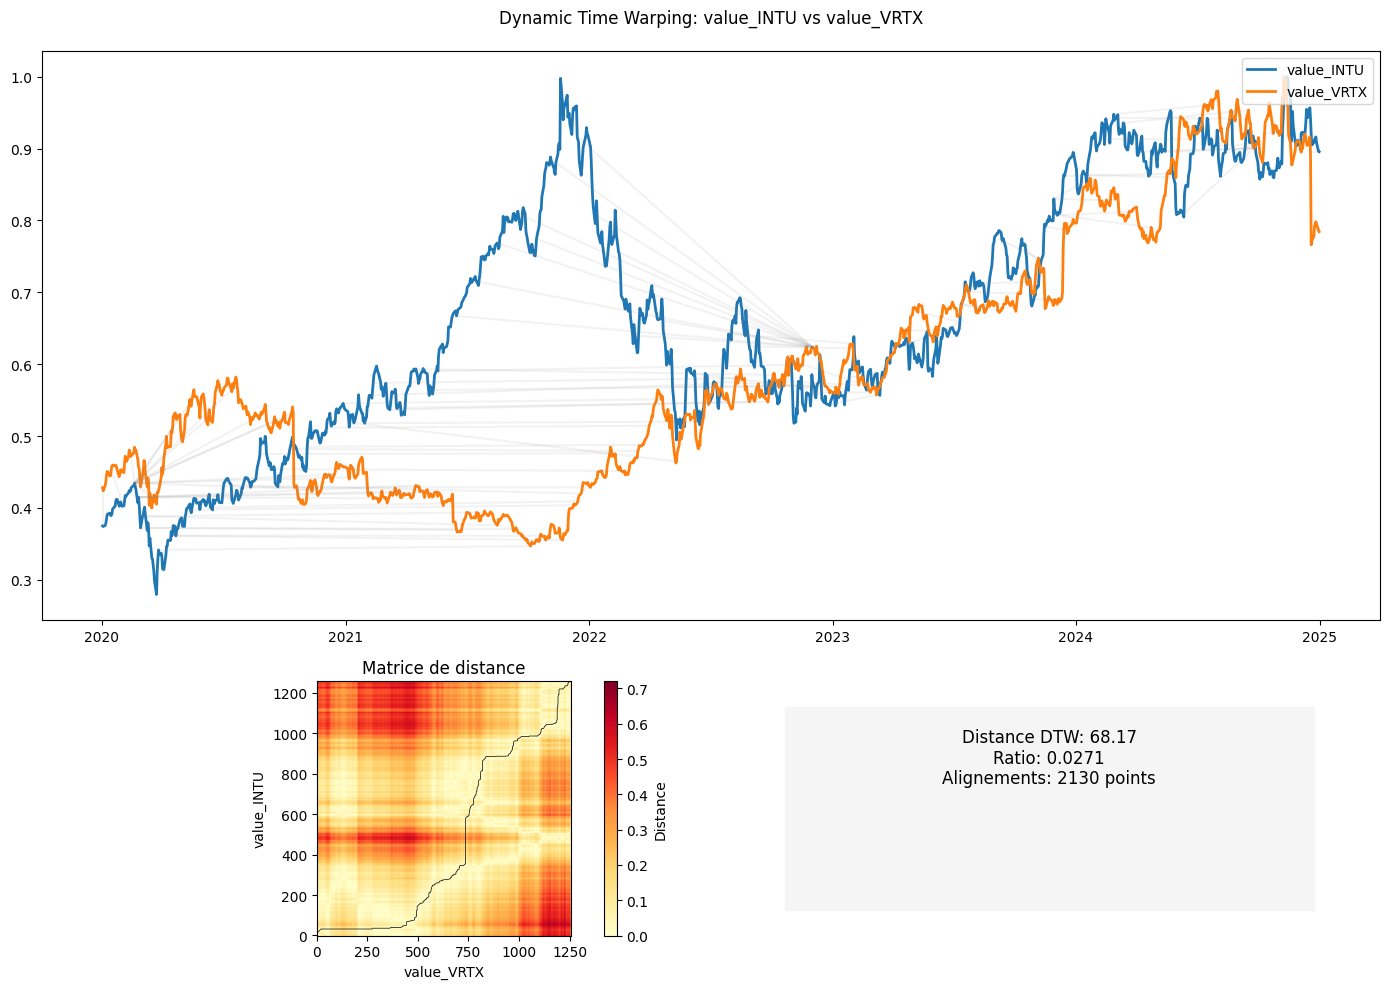 Dynamic Time Warping: value_INTU vs value_VRTX
value_INTU
value_VRTX
1.0
0.9
0.8
0.7
0.6
0.5
0.4
0.3
2020 2021 2022 2023 2024 2025
Matrice de distance
1200
1000
800
600
400
200
0
value_INTU
0 250 500 750 1000 1250
value_VRTX
0.7
0.6
0.5
0.4
0.3
0.2
0.1
0.0
Distance
Distance DTW: 68.17
Ratio: 0.0271
Alignements: 2130 points